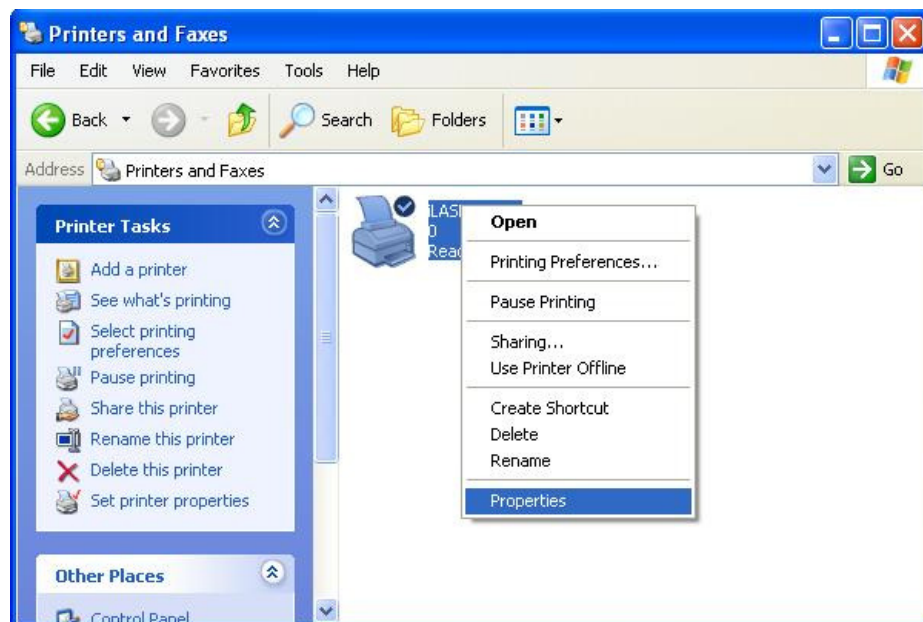 Printers and Faxes
File Edit View Favorites Tools Help
Back Search Folders
Address Printers and Faxes Go
Printer Tasks
Add a printer
See what's printing
Select printing
preferences
Pause printing
Share this printer
Rename this printer
Delete this printer
Set printer properties
Other Places
Control Panel
0
Open
Printing Preferences...
Pause Printing
Sharing...
Use Printer Offline
Create Shortcut
Delete
Rename
Properties